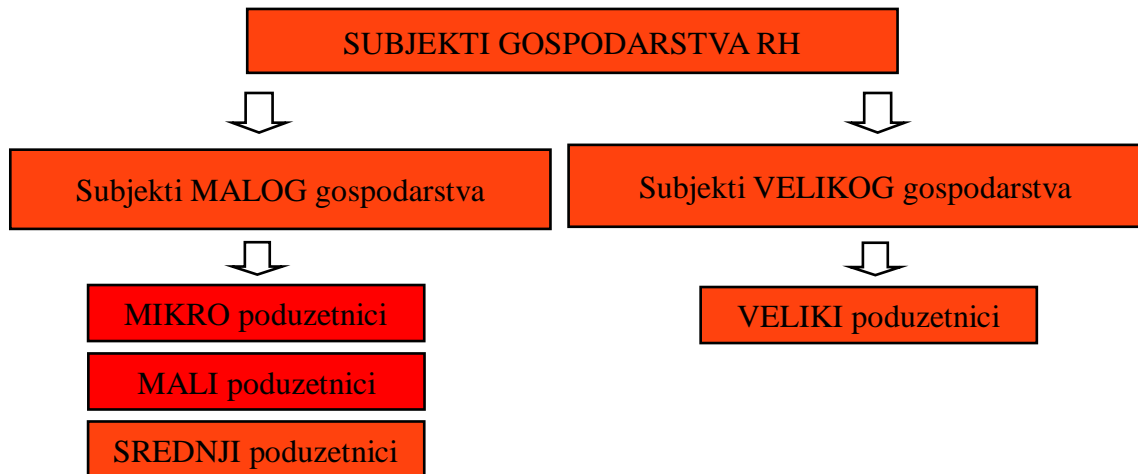 SUBJEKTI GOSPODARSTVA RH
Subjekti MALOG gospodarstva
Subjekti VELIKOG gospodarstva
MIKRO poduzetnici
VELIKI poduzetnici
MALI poduzetnici
SREDNJI poduzetnici